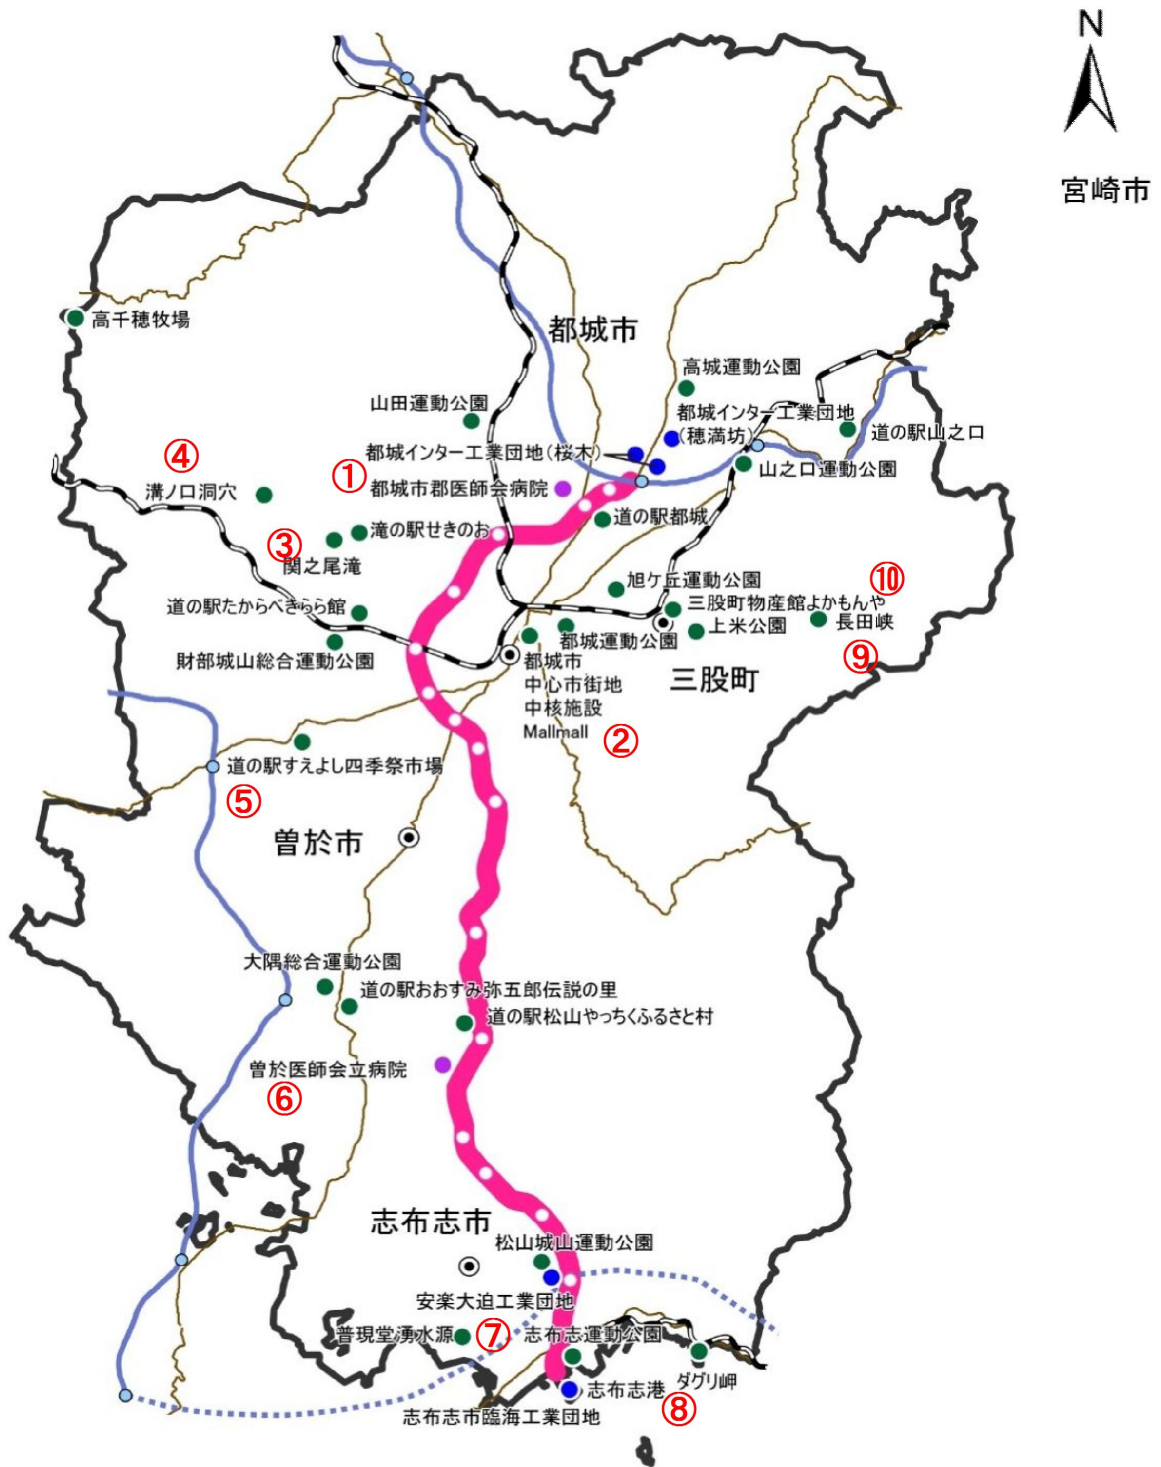 N
宮崎市
高千穂牧場
都城市
高城運動公園
山田運動公園
都城インター工業団地
(穂満坊)
道の駅山之口
④
都城インター工業団地(桜木)
山之口運動公園
①
都城市郡医師会病院
溝ノ口洞穴
道の駅都城
滝の駅せきのお
③
関之尾滝
旭ケ丘運動公園
⑩
道の駅たからべきらら館
三股町物産館よかもんや
長田峡
上米公園
都城運動公園
財部城山総合運動公園
都城市
中心市街地
中核施設
Mallmall
⑨
三股町
②
道の駅すえよし四季祭市場
⑤
曽於市
大隅総合運動公園
道の駅おおすみ弥五郎伝説の里
道の駅松山やっちくふるさと村
曽於医師会立病院
⑥
志布志市
松山城山運動公園
安楽大迫工業団地
普現堂湧水源
⑦
志布志運動公園
ダグリ岬
志布志港
⑧
志布志市臨海工業団地